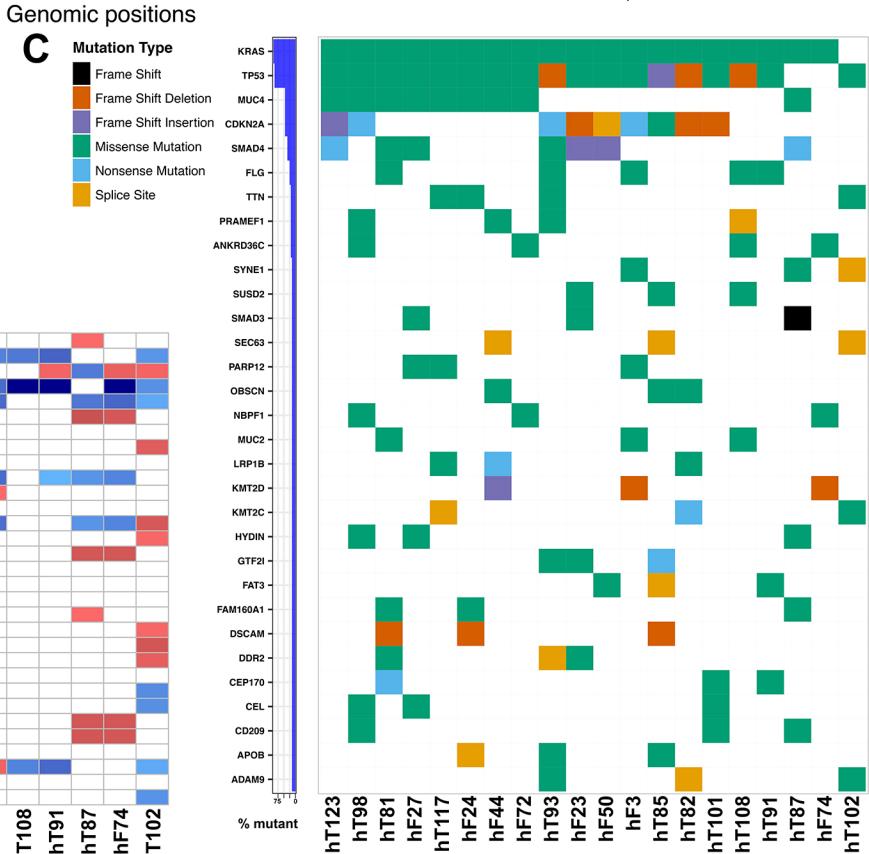 Genomic positions
C
Mutation Type
Frame Shift
Frame Shift Deletion
Frame Shift Insertion
Missense Mutation
Nonsense Mutation
Splice Site
KRAS
TP53
MUC4
CDKN2A
SMAD4
FLG
TTN
PRAMEF1
ANKRD36C
SYNE1
SUSD2
SMAD3
SEC63
PARP12
OBSCN
NBPF1
MUC2
LRP1B
KMT2D
KMT2C
HYDIN
GTF2I
FAT3
FAM160A1
DSCAM
DDR2
CEP170
CEL
CD209
APOB
ADAM9
75 0
% mutant
T108 hT91 hT87 hF74 T102
hT123 hT98 hT81 hF27 hT117 hF24 hF44 hF72 hT93 hF23 hF50 hF3 hT85 hT82 hT101 hT108 hT91 hT87 hF74 hT102